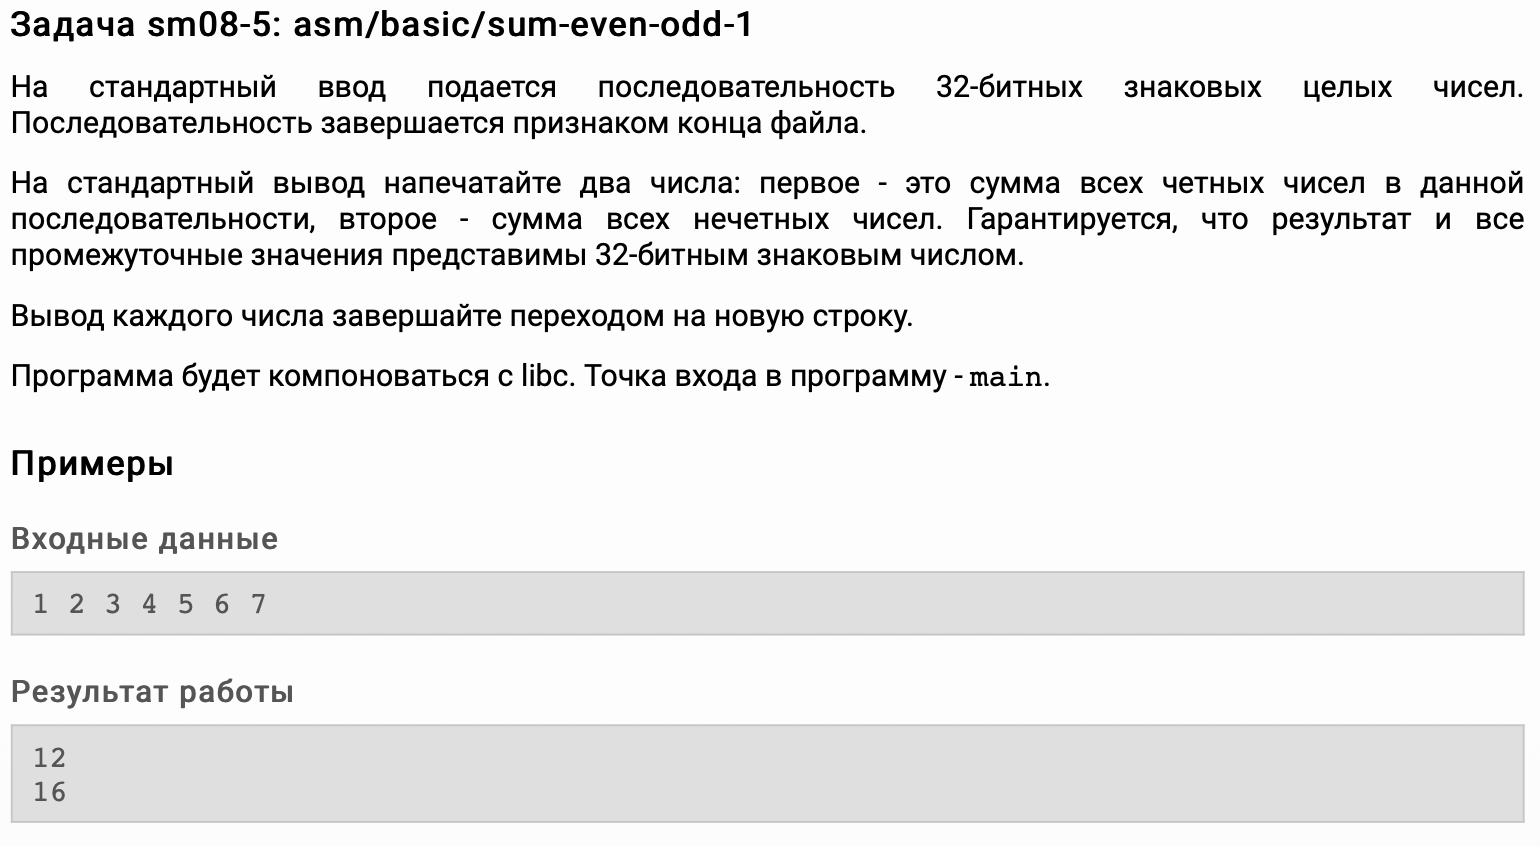 Задача sm08-5: asm/basic/sum-even-odd-1
На стандартный ввод подается последовательность 32-битных знаковых целых чисел.
Последовательность завершается признаком конца файла.
На стандартный вывод напечатайте два числа: первое - это сумма всех четных чисел в данной
последовательности, второе - сумма всех нечетных чисел. Гарантируется, что результат и все
промежуточные значения представимы 32-битным знаковым числом.
Вывод каждого числа завершайте переходом на новую строку.
Программа будет компоноваться с libc. Точка входа в программу - main.
Примеры
Входные данные
1 2 3 4 5 6 7
Результат работы
12
16